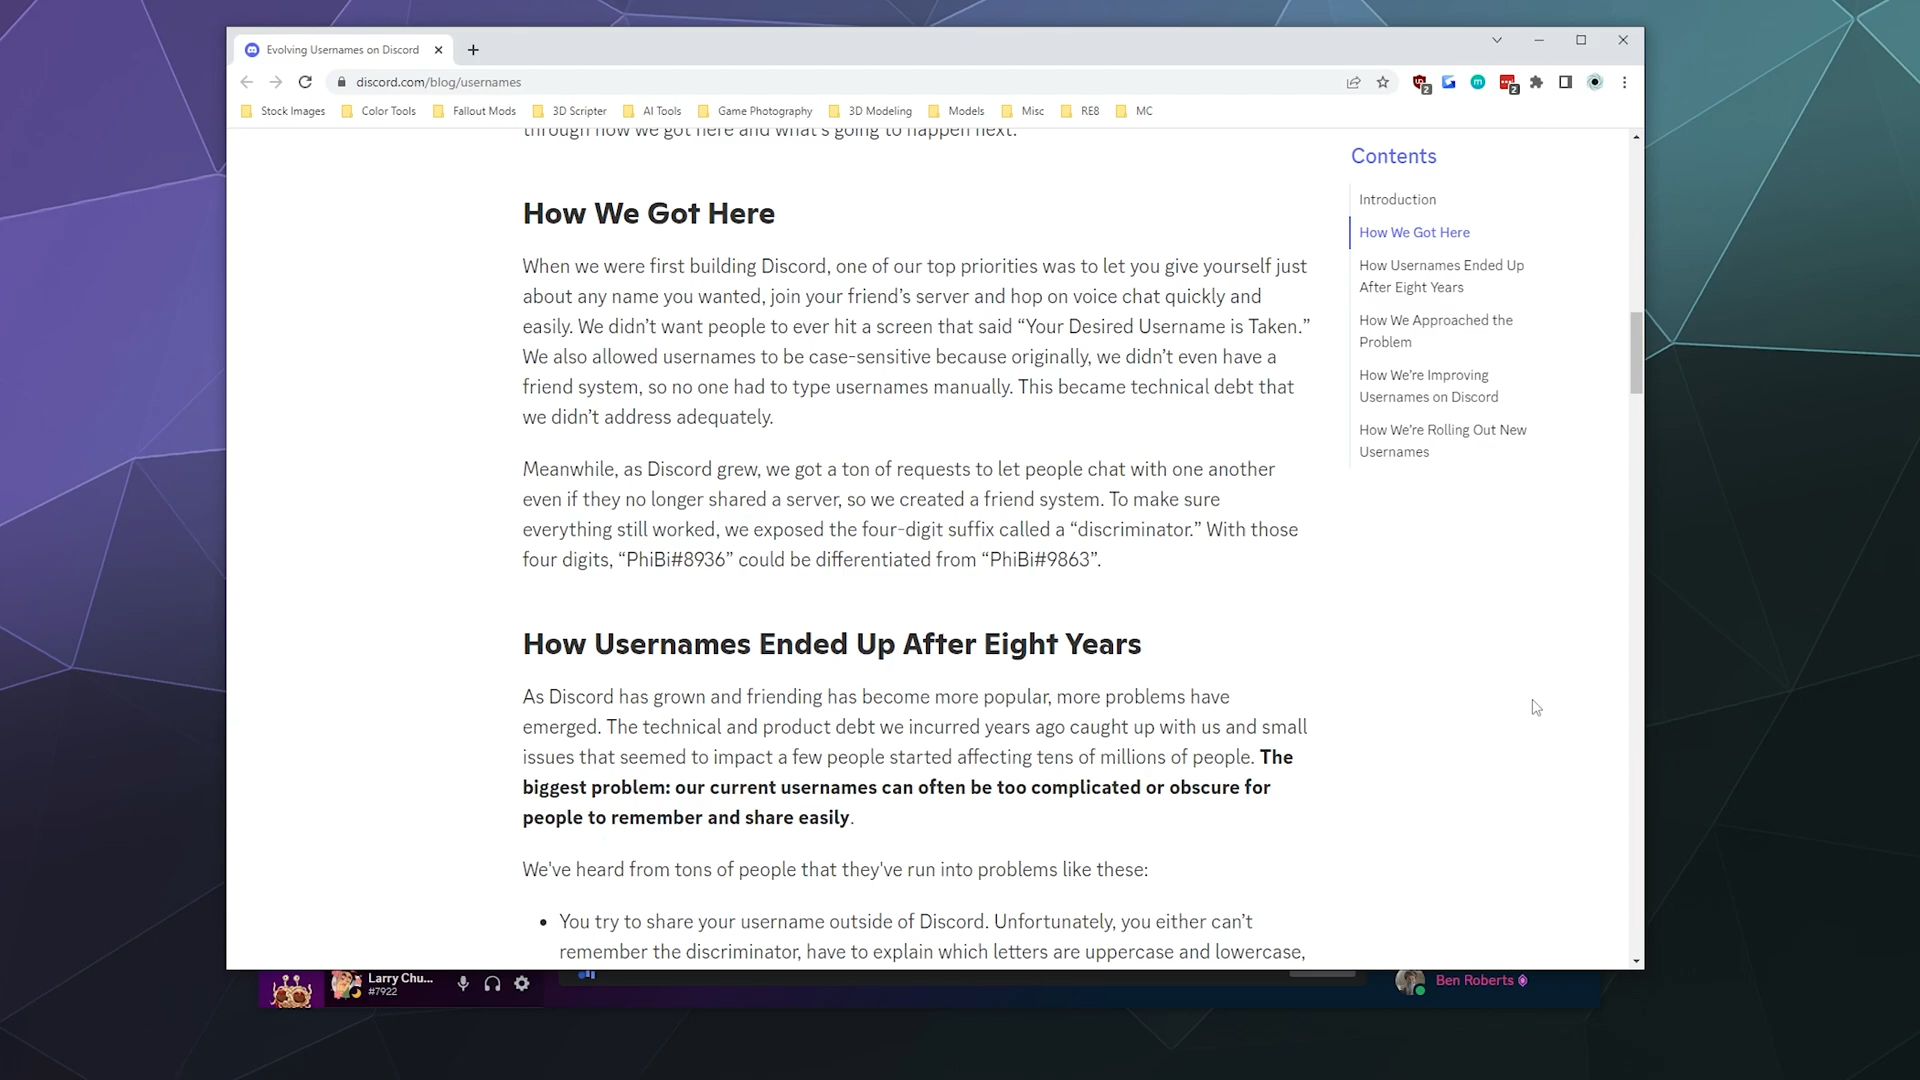 Evolving Usernames on Discord
discord.com/blog/usernames
2
2
Stock Images
Color Tools
Fallout Mods
3D Scripter
AI Tools
Game Photography
3D Modeling
Models
Misc
RE8
MC
through how we got here and what's going to happen next.
How We Got Here
When we were first building Discord, one of our top priorities was to let you give yourself just
about any name you wanted, join your friend’s server and hop on voice chat quickly and
easily. We didn’t want people to ever hit a screen that said “Your Desired Username is Taken.”
We also allowed usernames to be case-sensitive because originally, we didn’t even have a
friend system, so no one had to type usernames manually. This became technical debt that
we didn’t address adequately.
Meanwhile, as Discord grew, we got a ton of requests to let people chat with one another
even if they no longer shared a server, so we created a friend system. To make sure
everything still worked, we exposed the four-digit suffix called a “discriminator.” With those
four digits, “PhiBi#8936” could be differentiated from “PhiBi#9863”.
How Usernames Ended Up After Eight Years
As Discord has grown and friending has become more popular, more problems have
emerged. The technical and product debt we incurred years ago caught up with us and small
issues that seemed to impact a few people started affecting tens of millions of people. The
biggest problem: our current usernames can often be too complicated or obscure for
people to remember and share easily.
We've heard from tons of people that they've run into problems like these:
• You try to share your username outside of Discord. Unfortunately, you either can’t
remember the discriminator, have to explain which letters are uppercase and lowercase,
Contents
Introduction
How We Got Here
How Usernames Ended Up
After Eight Years
How We Approached the
Problem
How We’re Improving
Usernames on Discord
How We’re Rolling Out New
Usernames
Larry Chu...
#7922
Ben Roberts